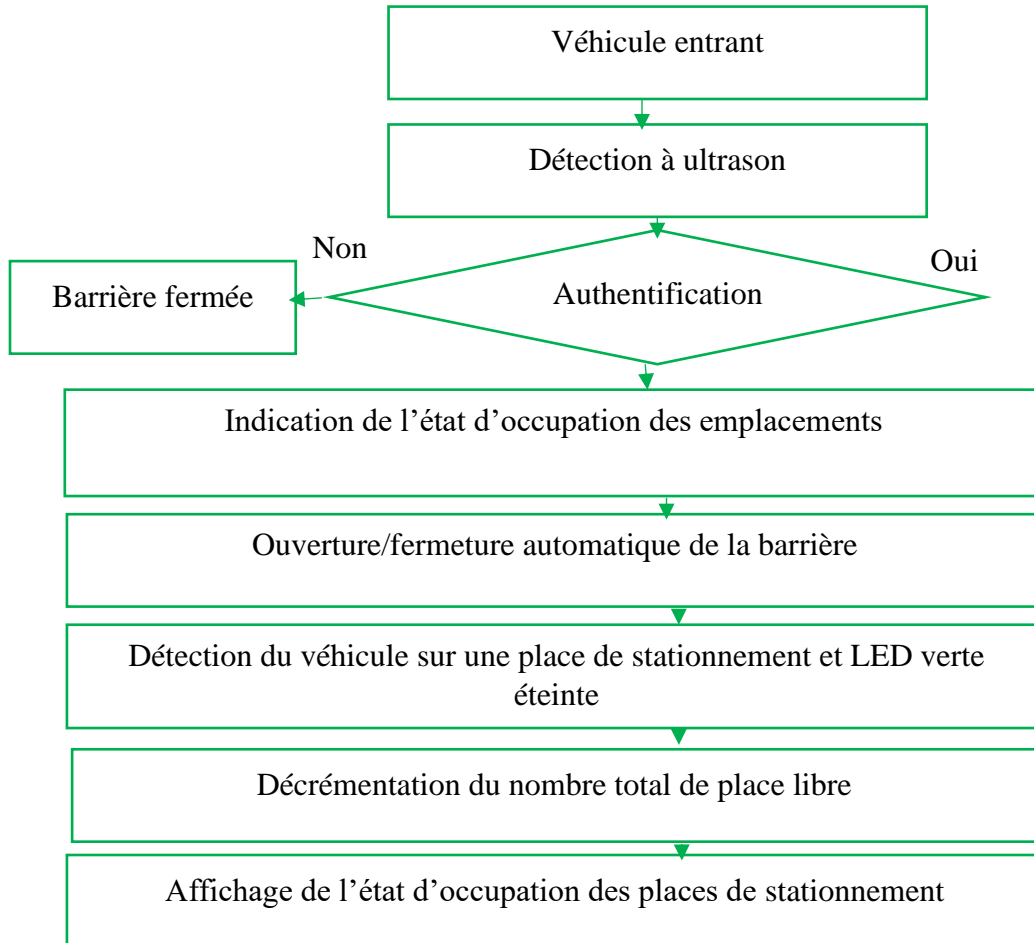 Véhicule entrant
Détection à ultrason
Non
Oui
Barrière fermée
Authentification
Indication de l’état d’occupation des emplacements
Ouverture/fermeture automatique de la barrière
Détection du véhicule sur une place de stationnement et LED verte
éteinte
Décrémentation du nombre total de place libre
Affichage de l’état d’occupation des places de stationnement